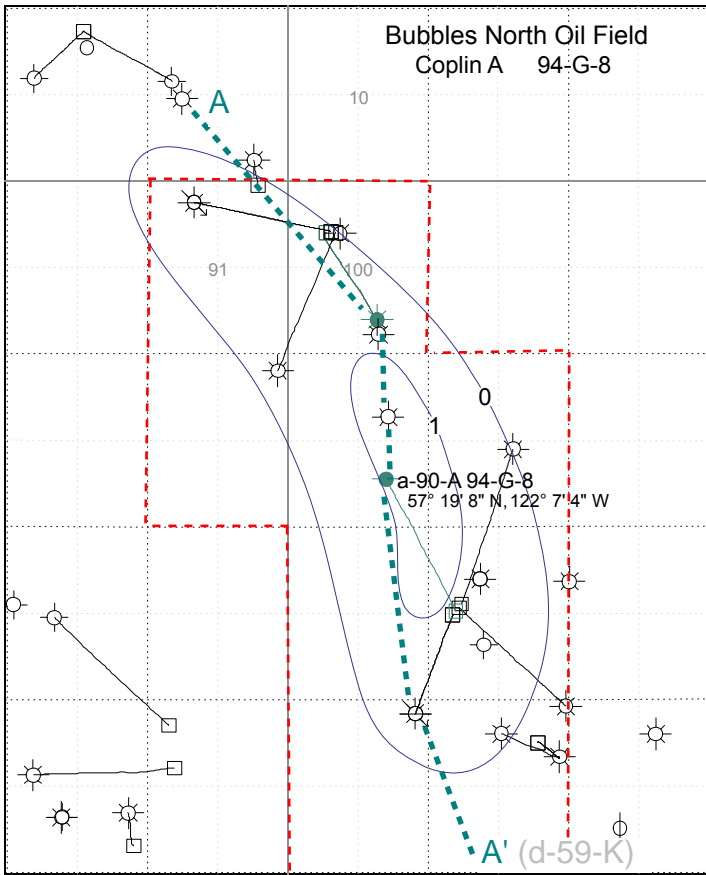 Bubbles North Oil Field
Coplin A 94-G-8
10
A
91
100
0
1
a-90-A 94-G-8
57° 19' 8" N, 122° 7' 4" W
A' (d-59-K)